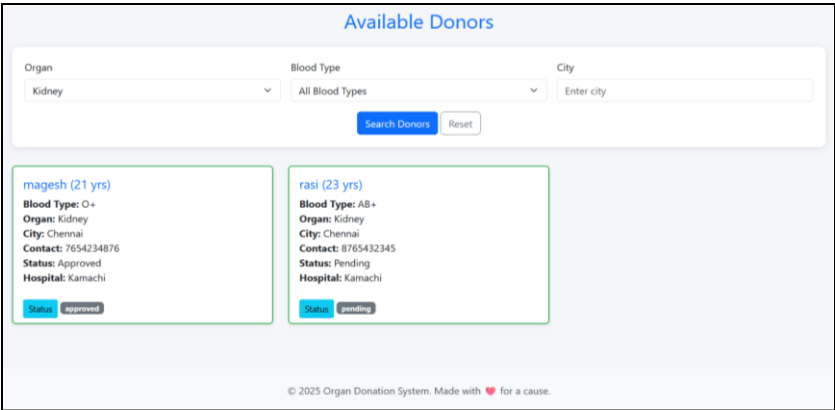 Available Donors
Organ
Blood Type
City
Kidney
All Blood Types
Enter city
Search Donors
Reset
magesh (21 yrs)
Blood Type: O+
Organ: Kidney
City: Chennai
Contact: 7654234876
Status: Approved
Hospital: Kamachi
Status approved
rasi (23 yrs)
Blood Type: AB+
Organ: Kidney
City: Chennai
Contact: 8765432345
Status: Pending
Hospital: Kamachi
Status pending
© 2025 Organ Donation System. Made with ❤️ for a cause.